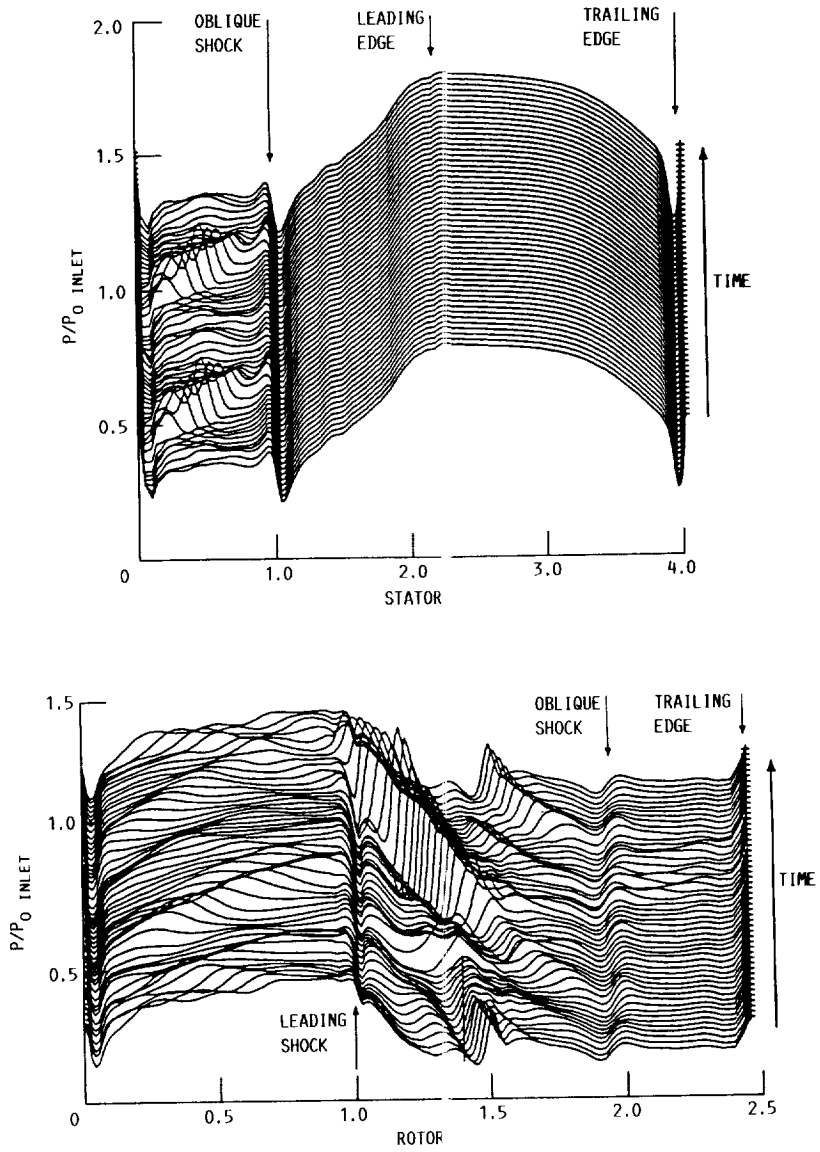 2.0
OBLIQUE
SHOCK
LEADING
EDGE
TRAILING
EDGE
1.5
1.0
0.5
P/P0 INLET
TIME
0
1.0
2.0
3.0
4.0
STATOR
1.5
OBLIQUE
SHOCK
TRAILING
EDGE
1.0
0.5
P/P0 INLET
TIME
LEADING
SHOCK
0
0.5
1.0
1.5
2.0
2.5
ROTOR